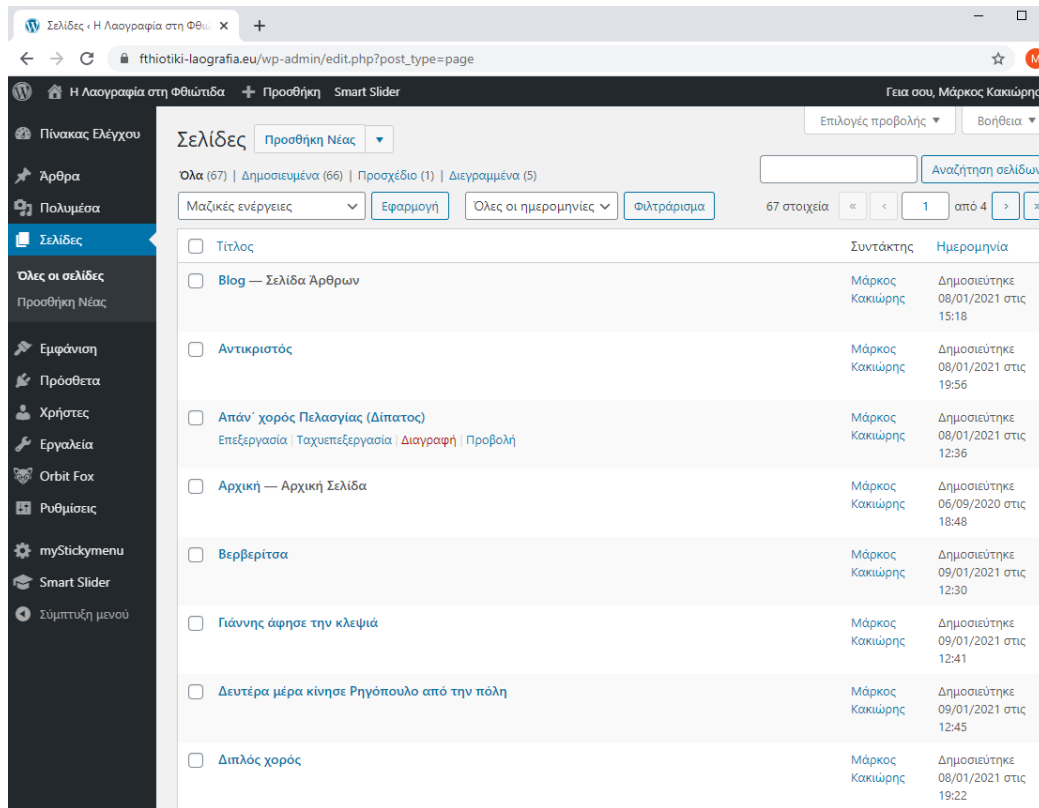 Σελίδες ‹ Η Λαογραφία στη Φθιώ
fthiotiki-laografia.eu/wp-admin/edit.php?post_type=page
M
Η Λαογραφία στη Φθιώτιδα Προσθήκη Smart Slider Γεια σου, Μάρκος Κακιώρης
Πίνακας Ελέγχου
Άρθρα
Πολυμέσα
Σελίδες
Όλες οι σελίδες
Προσθήκη Νέας
Εμφάνιση
Πρόσθετα
Χρήστες
Εργαλεία
Orbit Fox
Ρυθμίσεις
myStickymenu
Smart Slider
Σύμπτυξη μενού
Επιλογές προβολής Βοήθεια
Σελίδες Προσθήκη Νέας
Όλα (67) | Δημοσιευμένα (66) | Προσχέδιο (1) | Διεγραμμένα (5)
Αναζήτηση σελίδων
Μαζικές ενέργειες Εφαρμογή Όλες οι ημερομηνίες Φιλτράρισμα 67 στοιχεία « ‹ 1 από 4 › »
Τίτλος Συντάκτης Ημερομηνία
Blog — Σελίδα Άρθρων Μάρκος Δημοσιεύτηκε
Κακιώρης 08/01/2021 στις
15:18
Αντικριστός Μάρκος Δημοσιεύτηκε
Κακιώρης 08/01/2021 στις
19:56
Απάν΄ χορός Πελασγίας (Δίπατος) Μάρκος Δημοσιεύτηκε
Επεξεργασία | Ταχυεπεξεργασία | Διαγραφή | Προβολή Κακιώρης 08/01/2021 στις
12:36
Αρχική — Αρχική Σελίδα Μάρκος Δημοσιεύτηκε
Κακιώρης 06/09/2020 στις
18:48
Βερβερίτσα Μάρκος Δημοσιεύτηκε
Κακιώρης 09/01/2021 στις
12:30
Γιάννης άφησε την κλεψιά Μάρκος Δημοσιεύτηκε
Κακιώρης 09/01/2021 στις
12:41
Δευτέρα μέρα κίνησε Ρηγόπουλο από την πόλη Μάρκος Δημοσιεύτηκε
Κακιώρης 09/01/2021 στις
12:45
Διπλός χορός Μάρκος Δημοσιεύτηκε
Κακιώρης 08/01/2021 στις
19:22